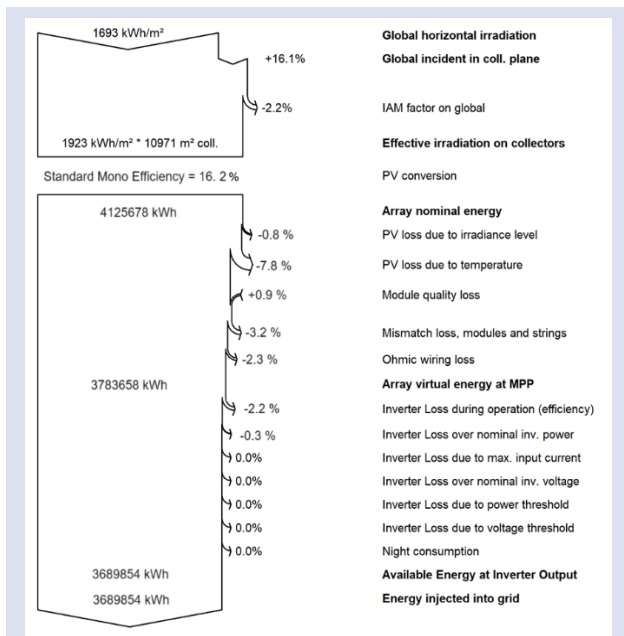 1693 kWh/m² Global horizontal irradiation
+16.1% Global incident in coll. plane
-2.2% IAM factor on global
1923 kWh/m² * 10971 m² coll. Effective irradiation on collectors
Standard Mono Efficiency = 16. 2 % PV conversion
4125678 kWh Array nominal energy
-0.8 % PV loss due to irradiance level
-7.8 % PV loss due to temperature
+0.9 % Module quality loss
-3.2 % Mismatch loss, modules and strings
-2.3 % Ohmic wiring loss
3783658 kWh Array virtual energy at MPP
-2.2 % Inverter Loss during operation (efficiency)
-0.3 % Inverter Loss over nominal inv. power
0.0% Inverter Loss due to max. input current
0.0% Inverter Loss over nominal inv. voltage
0.0% Inverter Loss due to power threshold
0.0% Inverter Loss due to voltage threshold
0.0% Night consumption
3689854 kWh Available Energy at Inverter Output
3689854 kWh Energy injected into grid